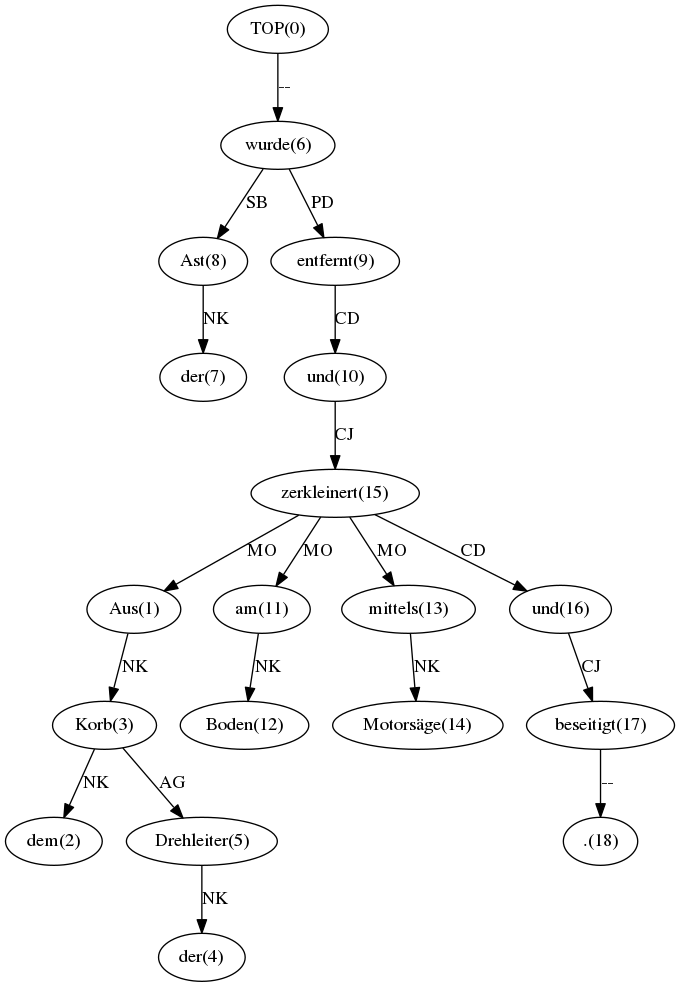 TOP(0)
--
wurde(6)
SB PD
Ast(8) entfernt(9)
NK CD
der(7) und(10)
CJ
zerkleinert(15)
MO MO MO CD
Aus(1) am(11) mittels(13) und(16)
NK NK NK CJ
Korb(3) Boden(12) Motorsäge(14) beseitigt(17)
NK AG --
dem(2) Drehleiter(5) .(18)
NK
der(4)